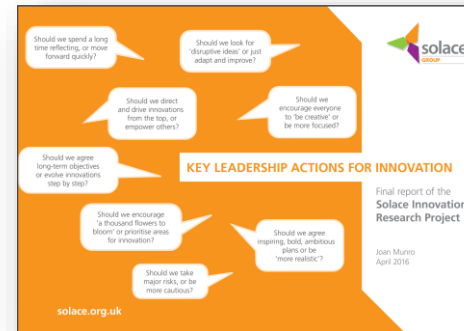 Should we spend a long
time reflecting, or move
forward quickly?
Should we look for
'disruptive ideas' or just
adapt and improve?
solace
GROUP
Should we direct
and drive innovations
from the top, or
empower others?
Should we
encourage everyone
to 'be creative' or
be more focused?
Should we agree
long-term objectives
or evolve innovations
step by step?
KEY LEADERSHIP ACTIONS FOR INNOVATION
Final report of the
Solace Innovation
Research Project
Should we encourage
'a thousand flowers to
bloom' or prioritise areas
for innovation?
Should we agree
inspiring, bold, ambitious
plans or be
'more realistic'?
Joan Munro
April 2016
Should we take
major risks, or be
more cautious?
solace.org.uk